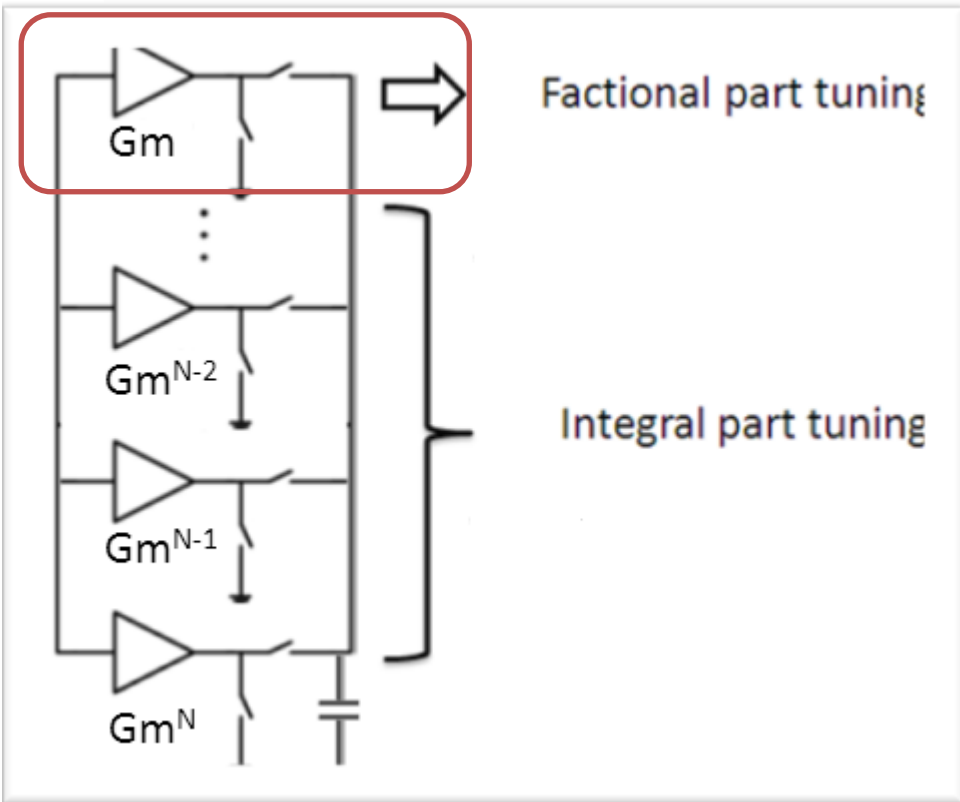 Factional part tuning
Gm
Gm^N-2
Integral part tuning
Gm^N-1
Gm^N